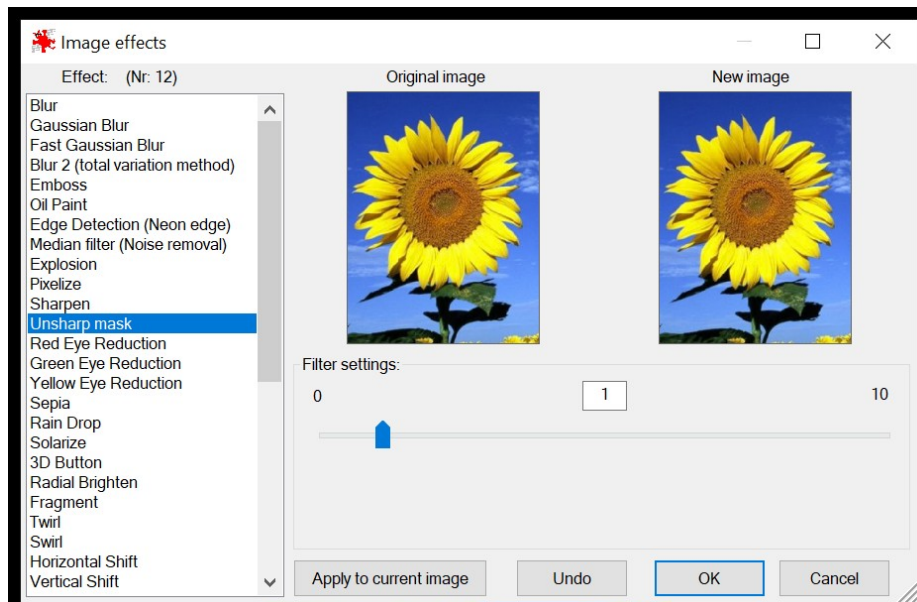 Image effects
Effect: (Nr: 12)
Original image
New image
Blur
Gaussian Blur
Fast Gaussian Blur
Blur 2 (total variation method)
Emboss
Oil Paint
Edge Detection (Neon edge)
Median filter (Noise removal)
Explosion
Pixelize
Sharpen
Unsharp mask
Red Eye Reduction
Green Eye Reduction
Yellow Eye Reduction
Sepia
Rain Drop
Solarize
3D Button
Radial Brighten
Fragment
Twirl
Swirl
Horizontal Shift
Vertical Shift
Filter settings:
0 1 10
Apply to current image
Undo
OK
Cancel